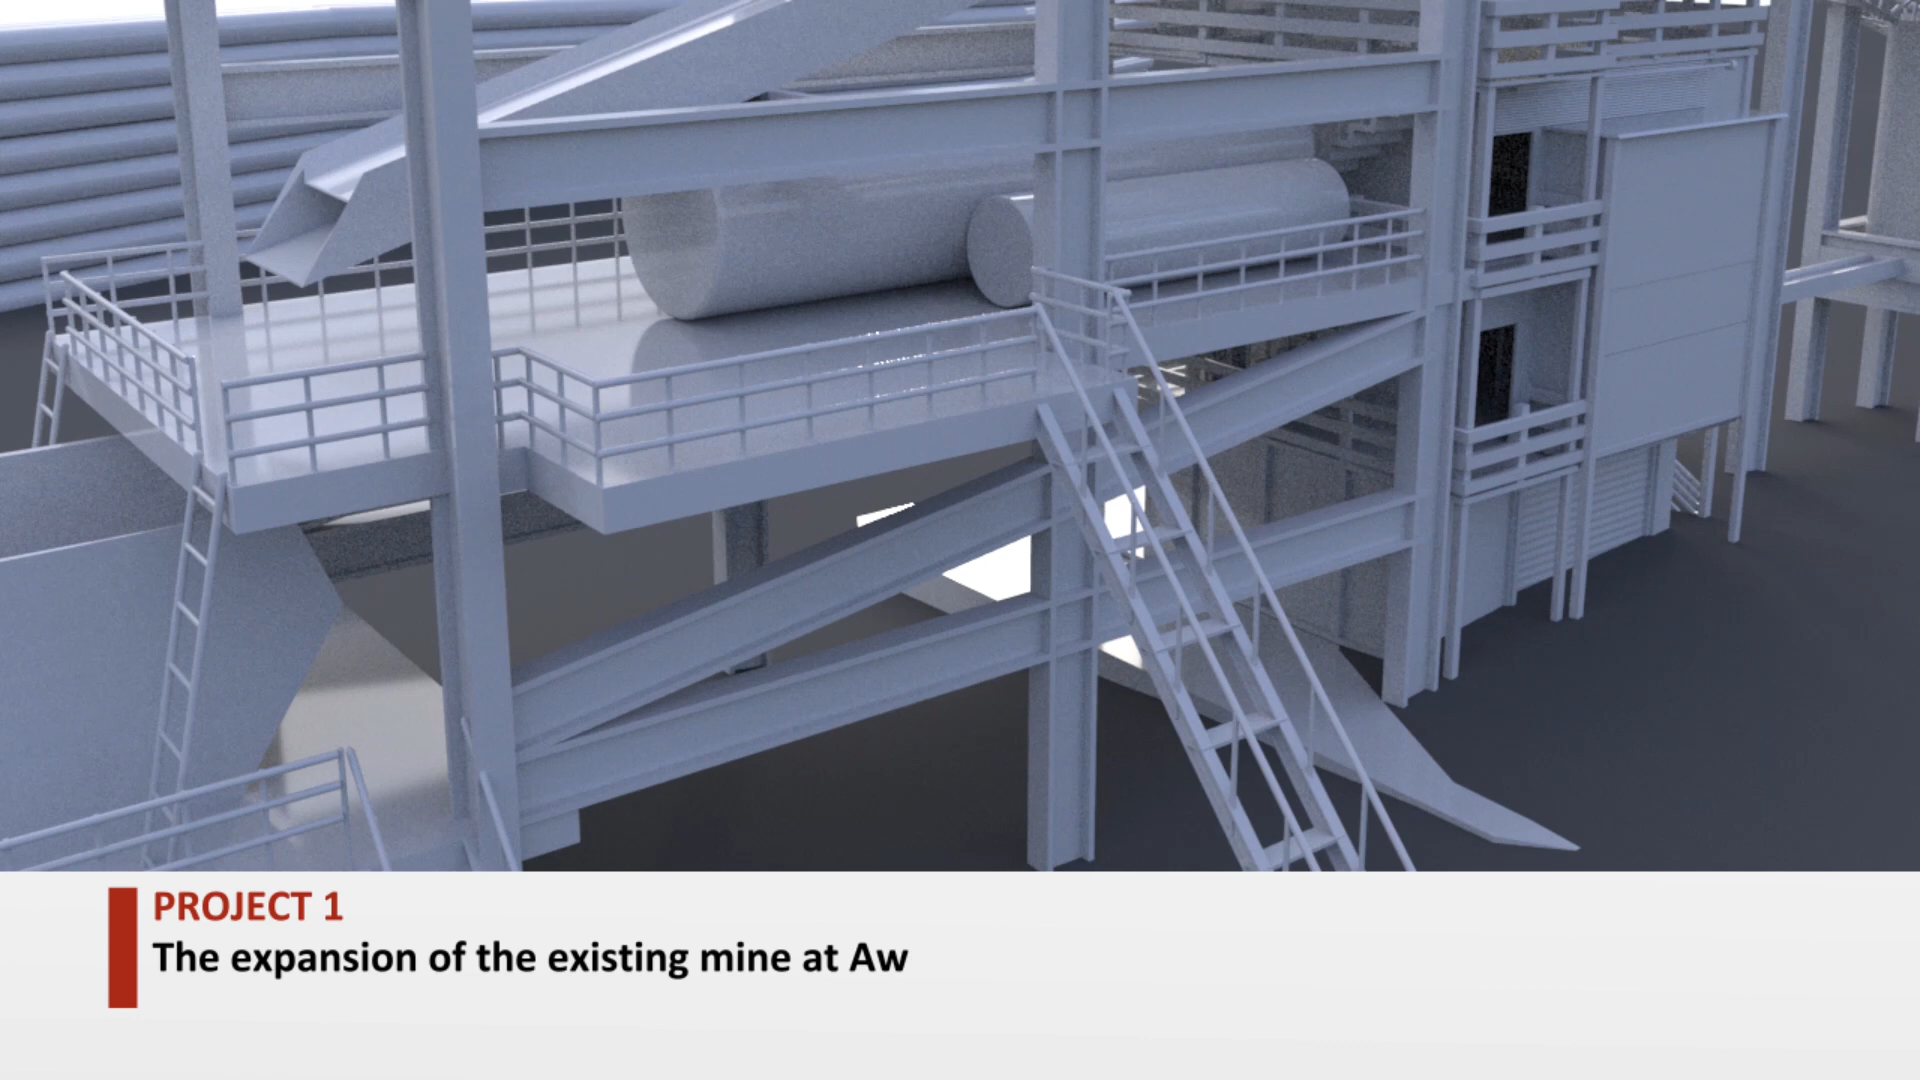 PROJECT 1
The expansion of the existing mine at Aw